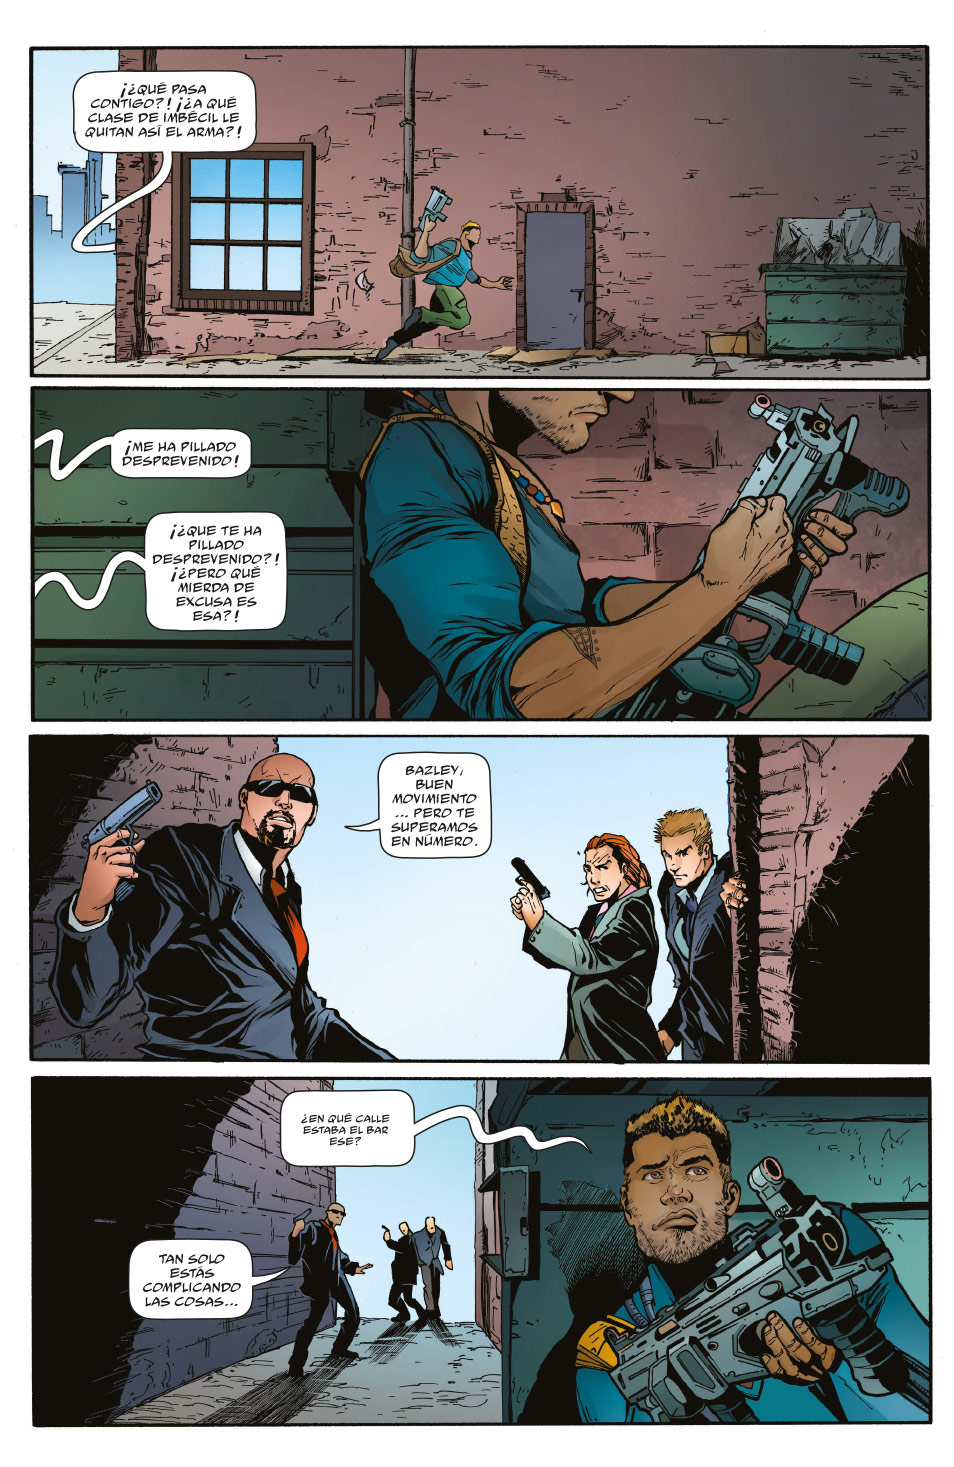 ¡¿QUÉ PASA
CONTIGO?! ¡¿A QUÉ
CLASE DE IMBÉCIL LE
QUITAN ASÍ EL ARMA?!
¡ME HA PILLADO
DESPREVENIDO!
¡¿QUE TE HA
PILLADO
DESPREVENIDO?!
¡¿PERO QUÉ
MIERDA DE
EXCUSA ES
ESA?!
BAZLEY,
BUEN
MOVIMIENTO
... PERO TE
SUPERAMOS
EN NÚMERO.
¿EN QUÉ CALLE
ESTABA EL BAR
ESE?
TAN SOLO
ESTÁS
COMPLICANDO
LAS COSAS...